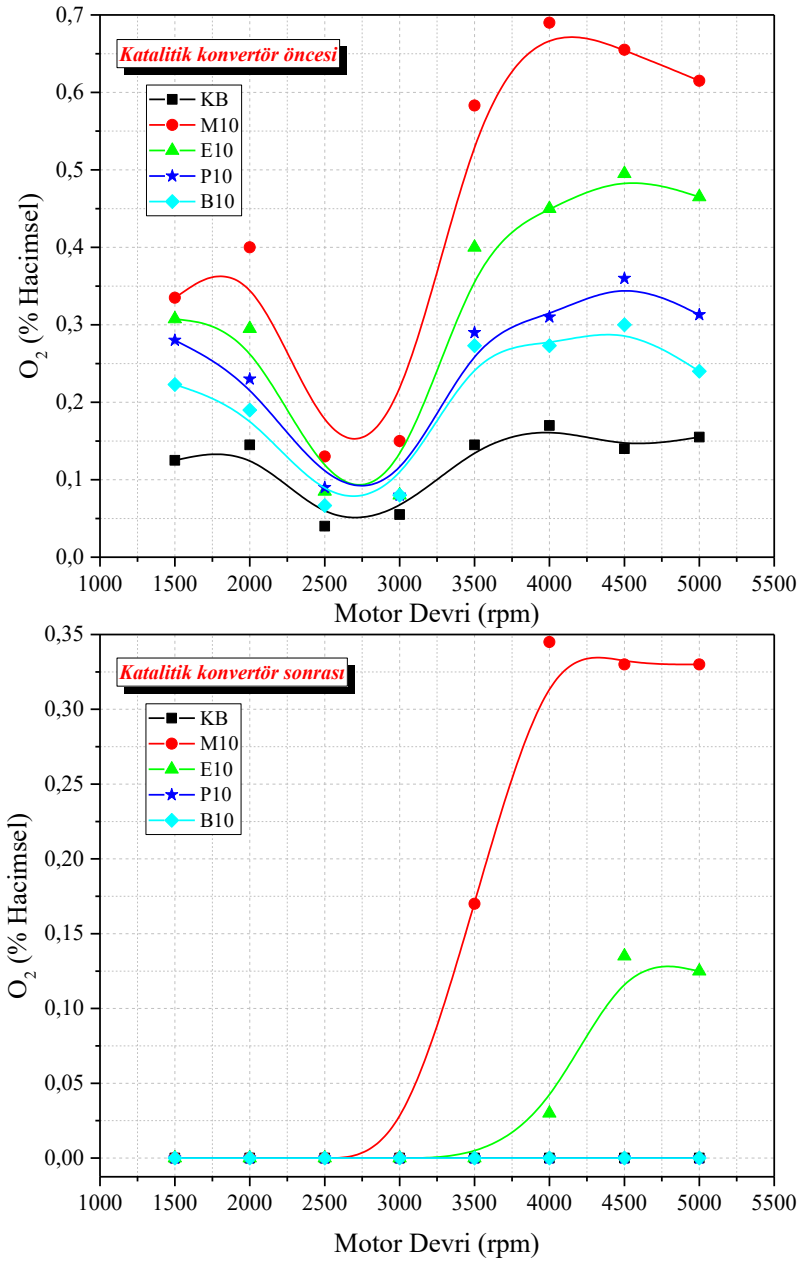 0,7
0,6
0,5
0,4
0,3
0,2
0,1
0,0
O2 (% Hacimsel)
Katalitik konvertör öncesi
KB
M10
E10
P10
B10
1000 1500 2000 2500 3000 3500 4000 4500 5000 5500
Motor Devri (rpm)
0,35
0,30
0,25
0,20
0,15
0,10
0,05
0,00
O2 (% Hacimsel)
Katalitik konvertör sonrası
KB
M10
E10
P10
B10
1000 1500 2000 2500 3000 3500 4000 4500 5000 5500
Motor Devri (rpm)